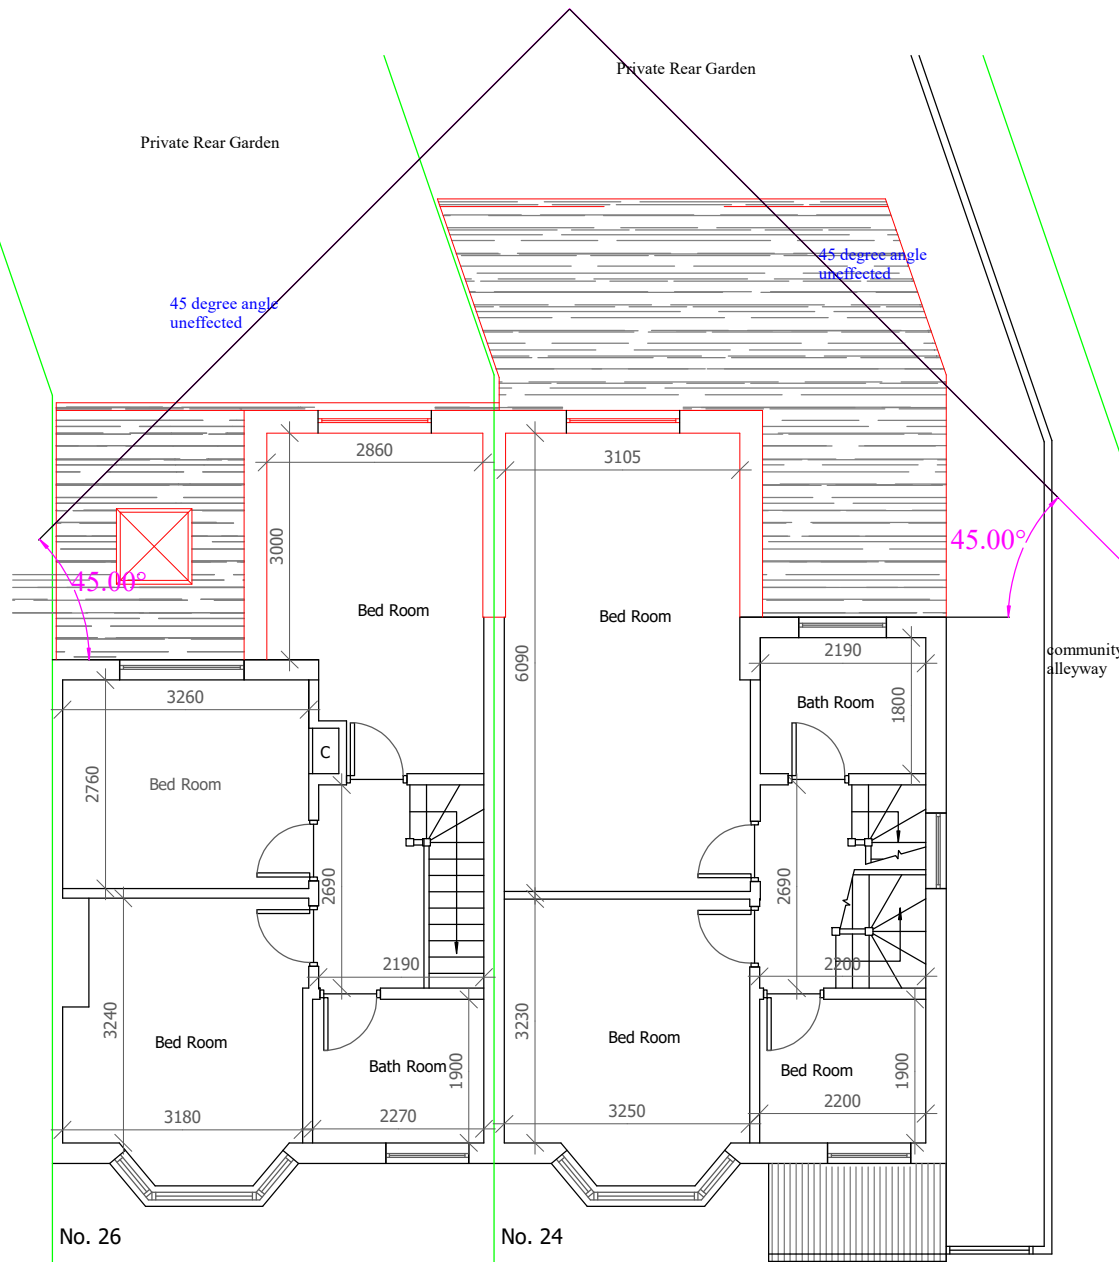 Private Rear Garden
Private Rear Garden
45 degree angle
uneffected
45 degree angle
uneffected
2860
3105
3000
45.00°
45.00°
Bed Room
Bed Room
6090
2190
community
alleyway
3260
Bath Room
1800
C
2760
Bed Room
2690
2690
2190
2200
3240
3230
Bed Room
Bed Room
Bath Room
1900
Bed Room
1900
3180
2270
3250
2200
No. 26
No. 24